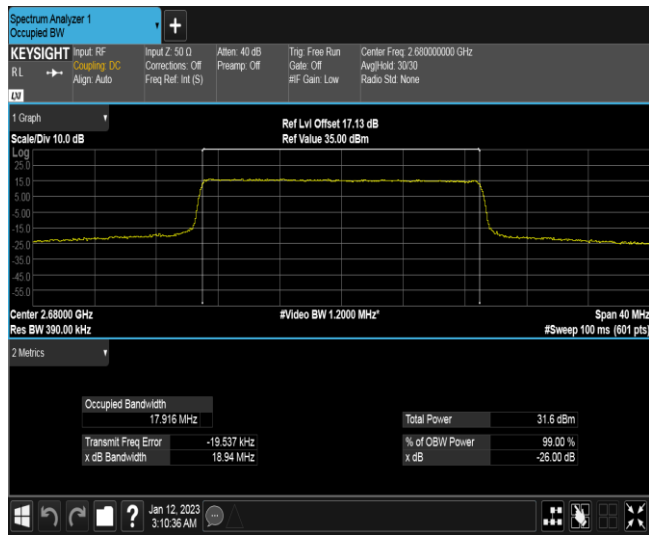 Spectrum Analyzer 1
Occupied BW
+
KEYSIGHT
RL
LXI
Input: RF
Coupling: DC
Align: Auto
Input Z: 50 Ω
Corrections: Off
Freq Ref: Int (S)
Atten: 40 dB
Preamp: Off
Trig: Free Run
Gate: Off
#IF Gain: Low
Center Freq: 2.680000000 GHz
Avg|Hold: 30/30
Radio Std: None
1 Graph
Scale/Div 10.0 dB
Ref Lvl Offset 17.13 dB
Ref Value 35.00 dBm
Log
25.0
15.0
5.00
-5.00
-15.0
-25.0
-35.0
-45.0
-55.0
Center 2.68000 GHz
#Video BW 1.2000 MHz*
Span 40 MHz
Res BW 390.00 kHz
#Sweep 100 ms (601 pts)
2 Metrics
Occupied Bandwidth
17.916 MHz
Total Power 31.6 dBm
Transmit Freq Error -19.537 kHz
% of OBW Power 99.00 %
x dB Bandwidth 18.94 MHz
x dB -26.00 dB
?
Jan 12, 2023
3:10:36 AM